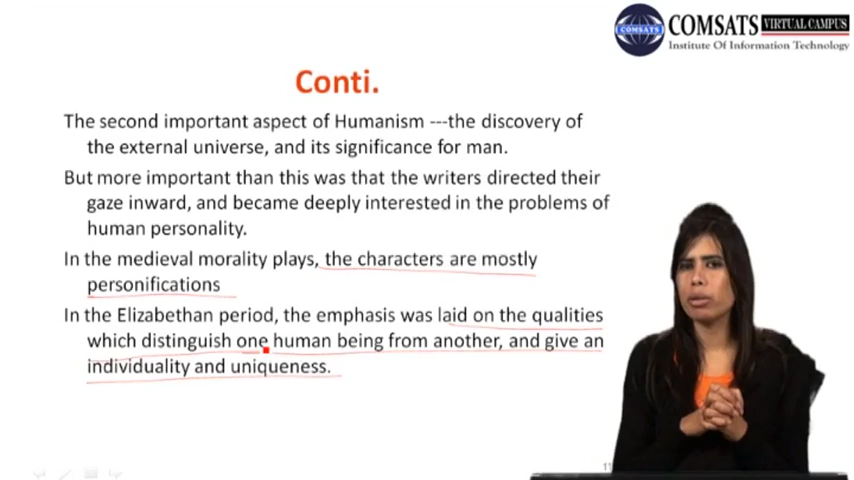 COMSATS VIRTUAL CAMPUS
COMSATS
Institute Of Information Technology
Conti.
The second important aspect of Humanism ---the discovery of
the external universe, and its significance for man.
But more important than this was that the writers directed their
gaze inward, and became deeply interested in the problems of
human personality.
In the medieval morality plays, the characters are mostly
personifications
In the Elizabethan period, the emphasis was laid on the qualities
which distinguish one human being from another, and give an
individuality and uniqueness.